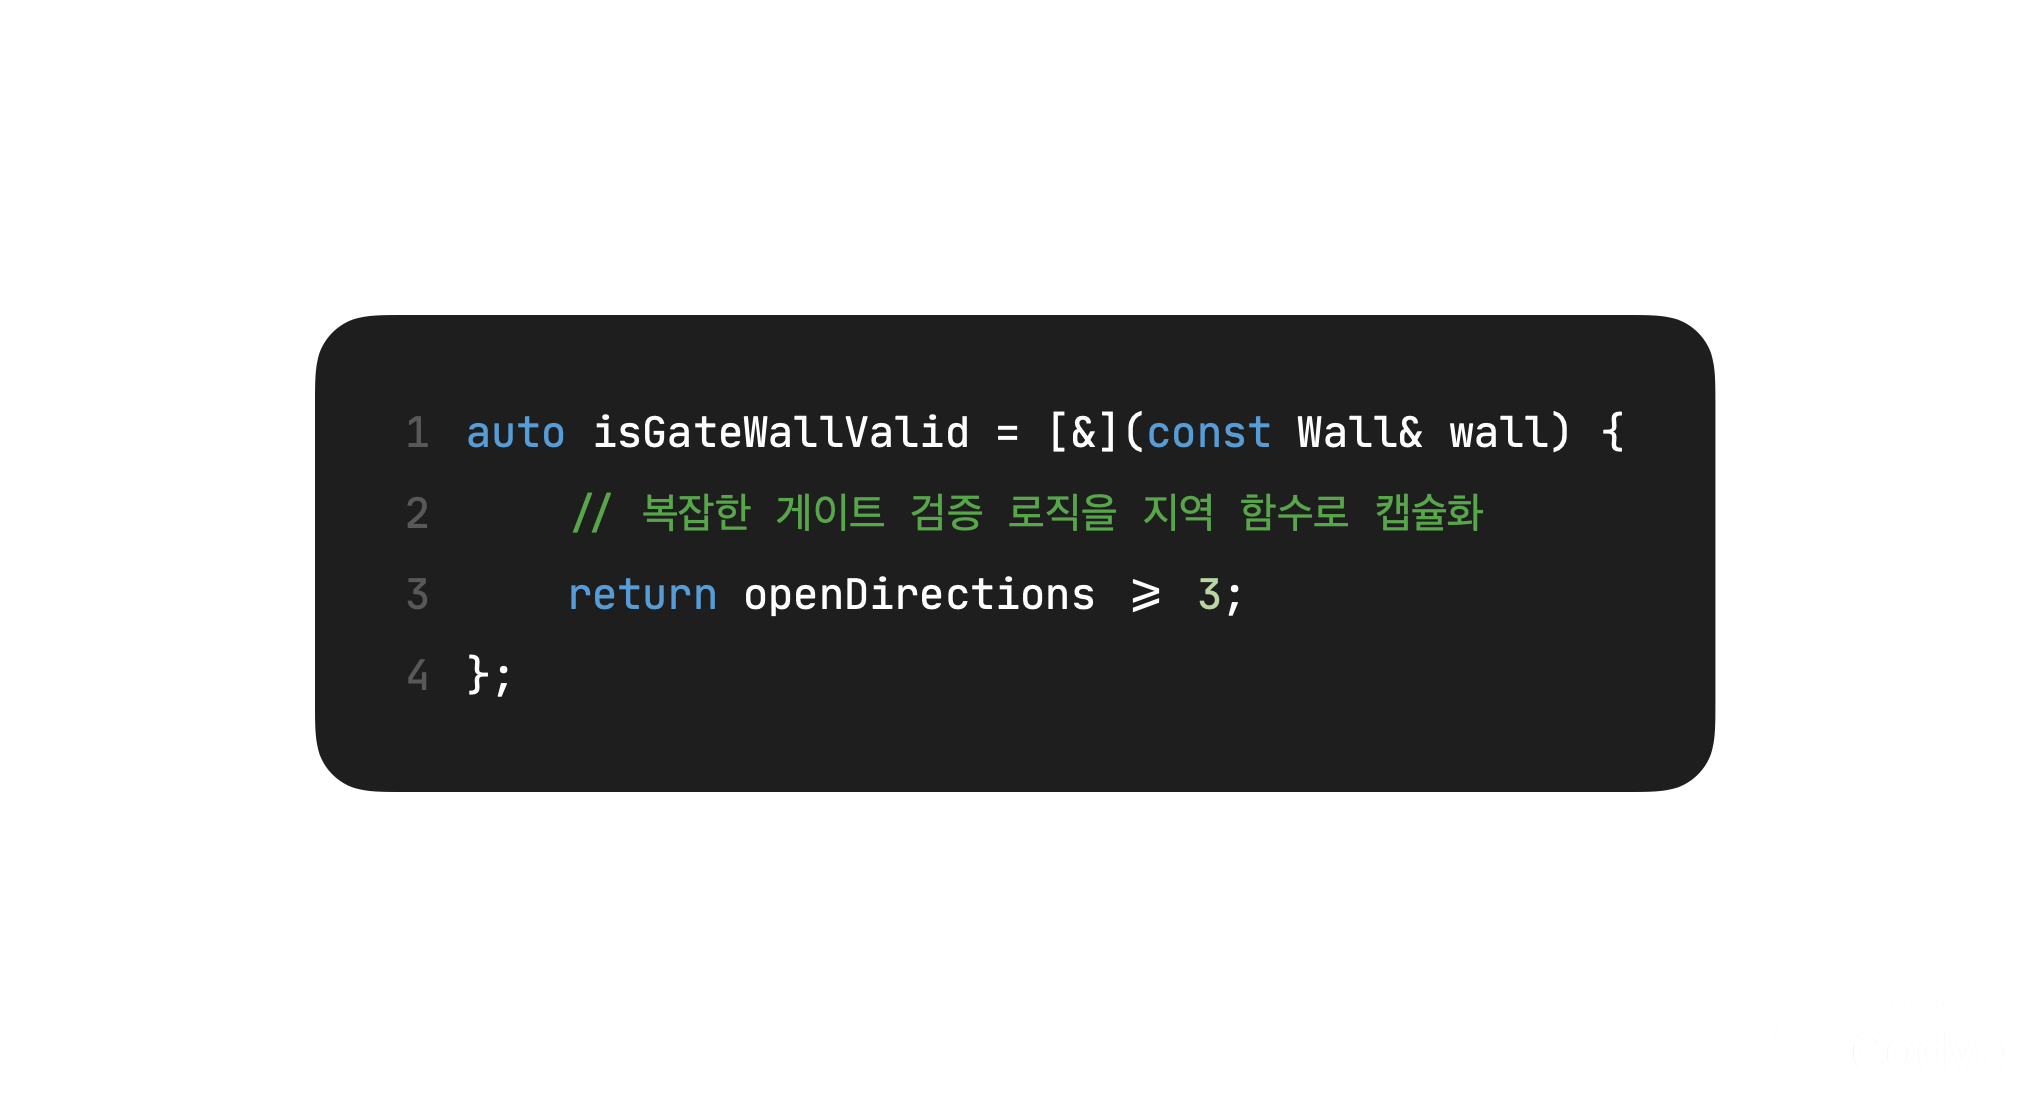 1 auto isGateWallValid = [&](const Wall& wall) {
2     // 복잡한 게이트 검증 로직을 지역 함수로 캡슐화
3     return openDirections >= 3;
4 };